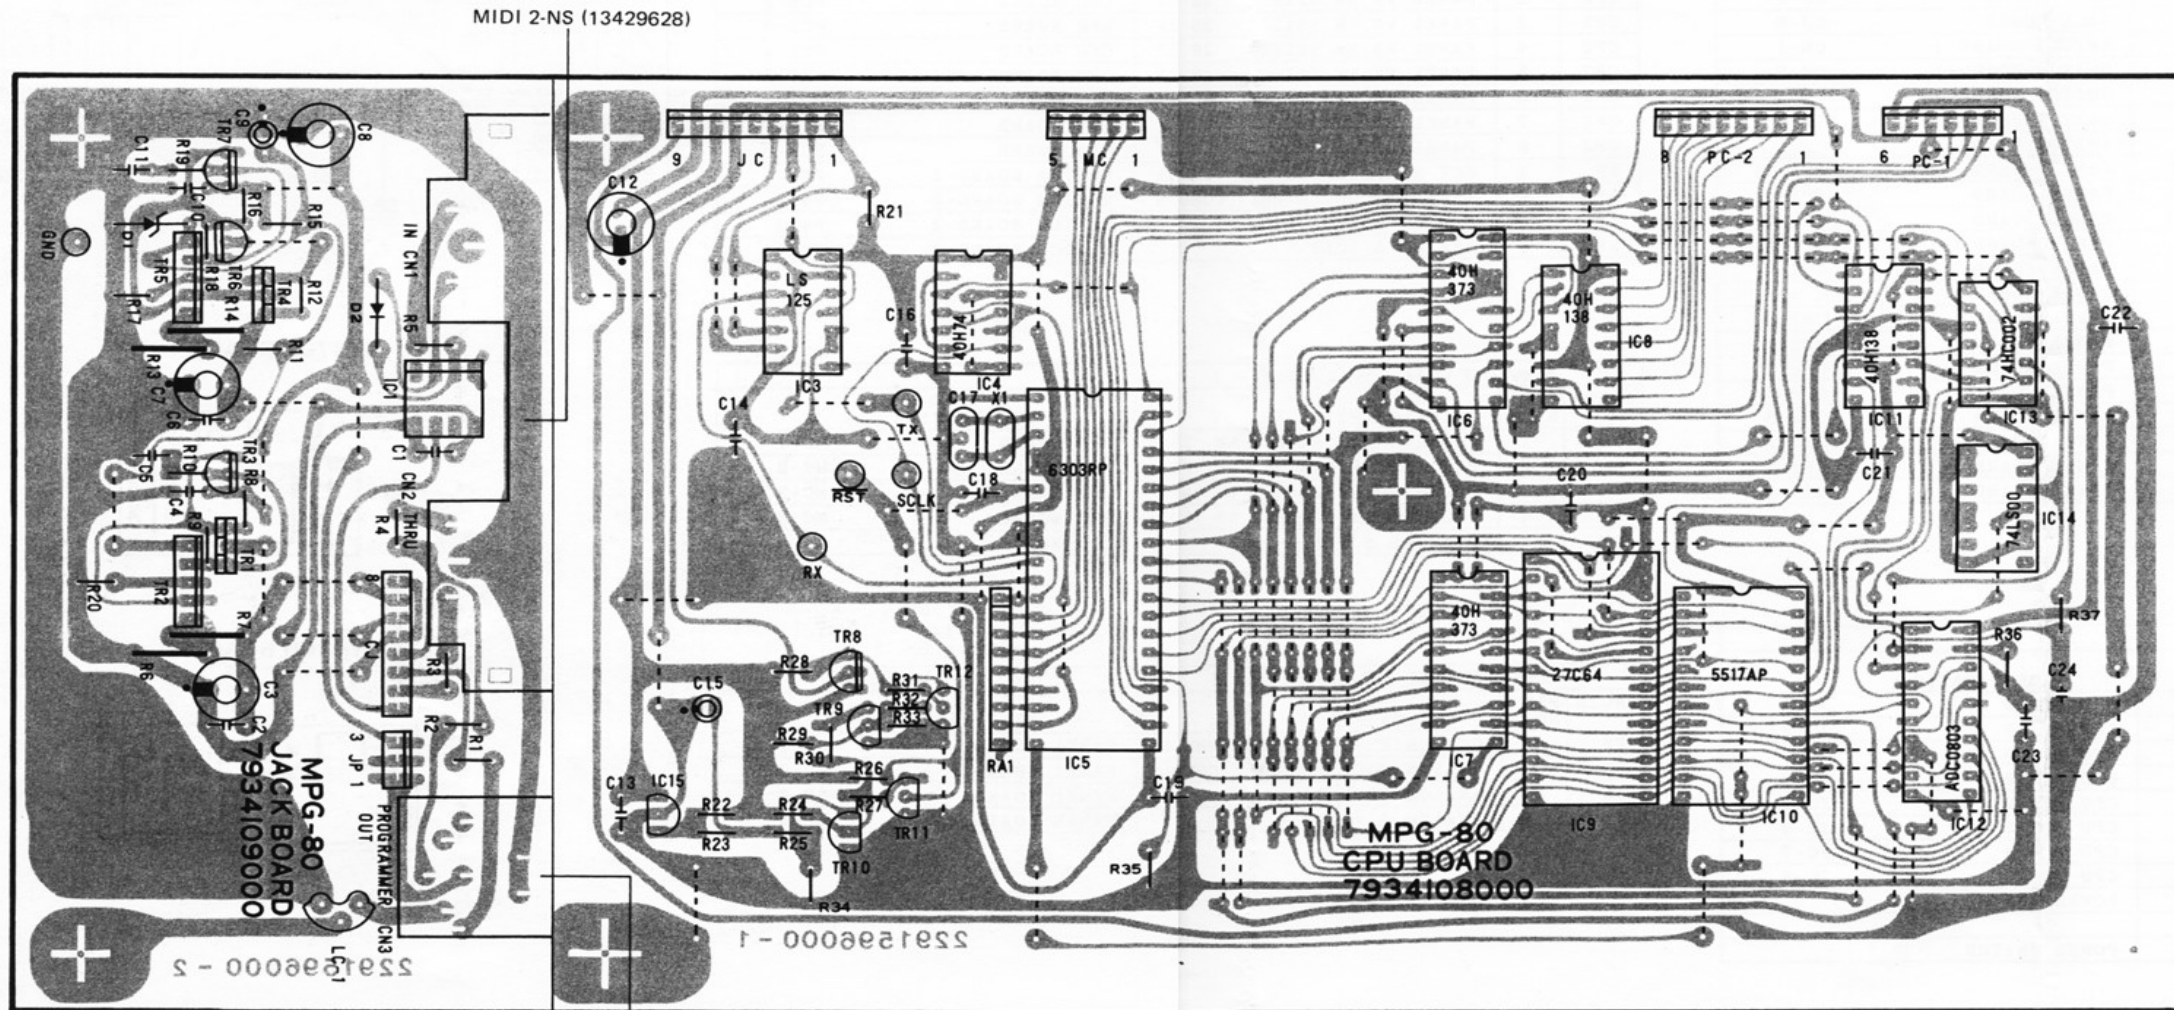 MIDI 2-NS (13429628)
C9
TR7
C8
C11
R19
C10
R16
R15
GND
D1
TR5
R18
TR6
R17
R14
TR4
R12
R13
R11
D2
IN CN1
R5
IC1
C7
C6
C1
C5
R10
TR3
R8
C4
R9
CN2 THRU
R4
TR1
R20
TR2
R7
8
CJ
R6
C3
C2
R3
R2
R1
3 JP 1
MPG-80
JACK BOARD
7934109000
PROGRAMMER
OUT
CN3
LC-1
2291596000-2
9 JC 1
5 MC 1
8 PC-2 1
6 PC-1 1
C12
R21
LS
125
IC3
C16
40H74
IC4
C14
TX
C17
X1
RST
SCLK
C18
6303RP
RX
RA1
IC5
40H
373
IC6
40H
138
IC8
40H138
IC11
74HC002
IC13
C22
C20
C21
74LS00
IC14
40H
373
IC7
27C64
IC9
5517AP
IC10
R37
R36
C24
ADC0803
C23
IC12
TR8
R28
R31
TR12
R32
R33
C15
TR9
R29
R30
R26
R27
TR11
C13
IC15
R22
R24
R23
R25
TR10
R34
C19
R35
MPG-80
CPU BOARD
7934108000
2291596000-1